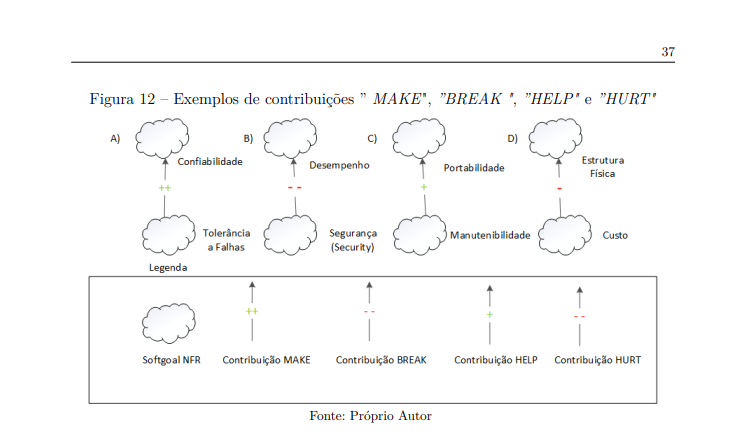 37
Figura 12 – Exemplos de contribuições " MAKE", "BREAK ", "HELP" e "HURT"
A)
B)
C)
D)
Confiabilidade
Desempenho
Portabilidade
Estrutura
Física
++
- -
+
-
Tolerância
a Falhas
Segurança
(Security)
Manutenibilidade
Custo
Legenda
++
- -
+
- -
Softgoal NFR
Contribuição MAKE
Contribuição BREAK
Contribuição HELP
Contribuição HURT
Fonte: Próprio Autor